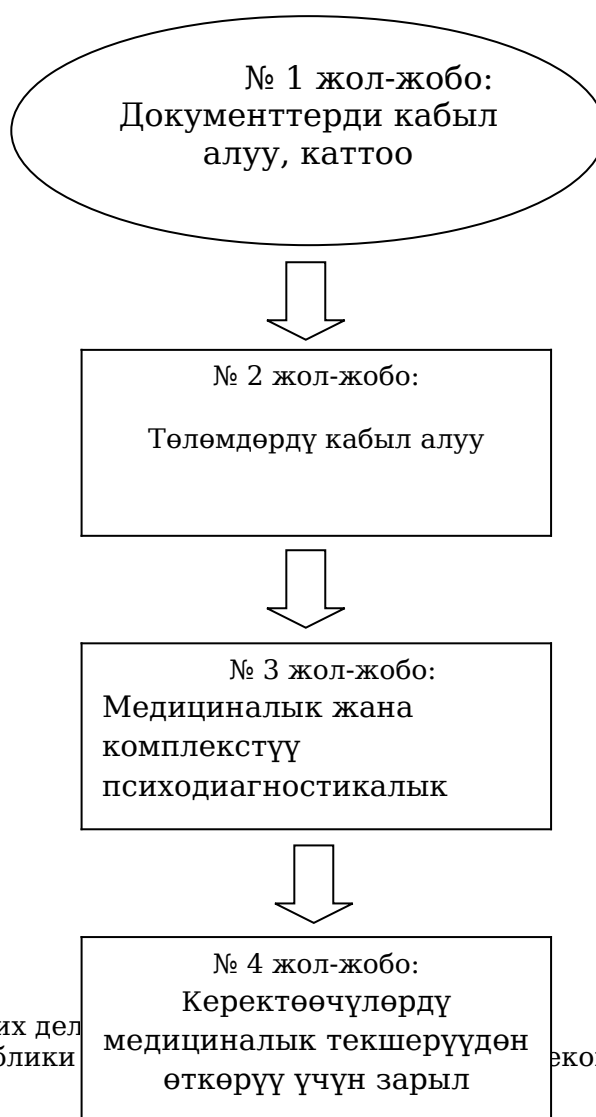 № 1 жол-жобо:
Документтерди кабыл
алуу, каттоо
№ 2 жол-жобо:
Төлөмдөрдү кабыл алуу
№ 3 жол-жобо:
Медициналык жана
комплекстүү
психодиагностикалык
№ 4 жол-жобо:
Керектөөчүлөрдү
медициналык текшерүүдөн
өткөрүү үчүн зарыл